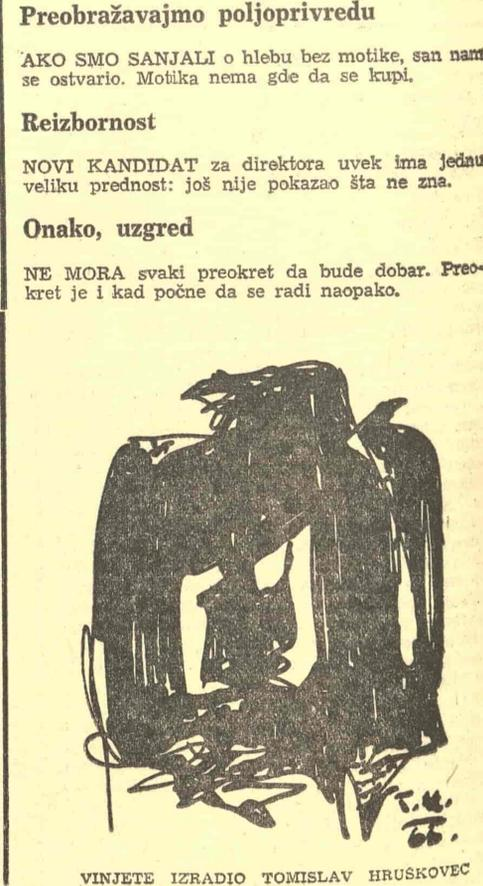 Preobražavajmo poljoprivredu
AKO SMO SANJALI o hlebu bez motike, san nam
se ostvario. Motika nema gde da se kupi.
Reizbornost
NOVI KANDIDAT za direktora uvek ima jednu
veliku prednost: još nije pokazao šta ne zna.
Onako, uzgred
NE MORA svaki preokret da bude dobar. Preo-
kret je i kad počne da se radi naopako.
T.H.
66.
VINJETE IZRADIO TOMISLAV HRUŠKOVEC